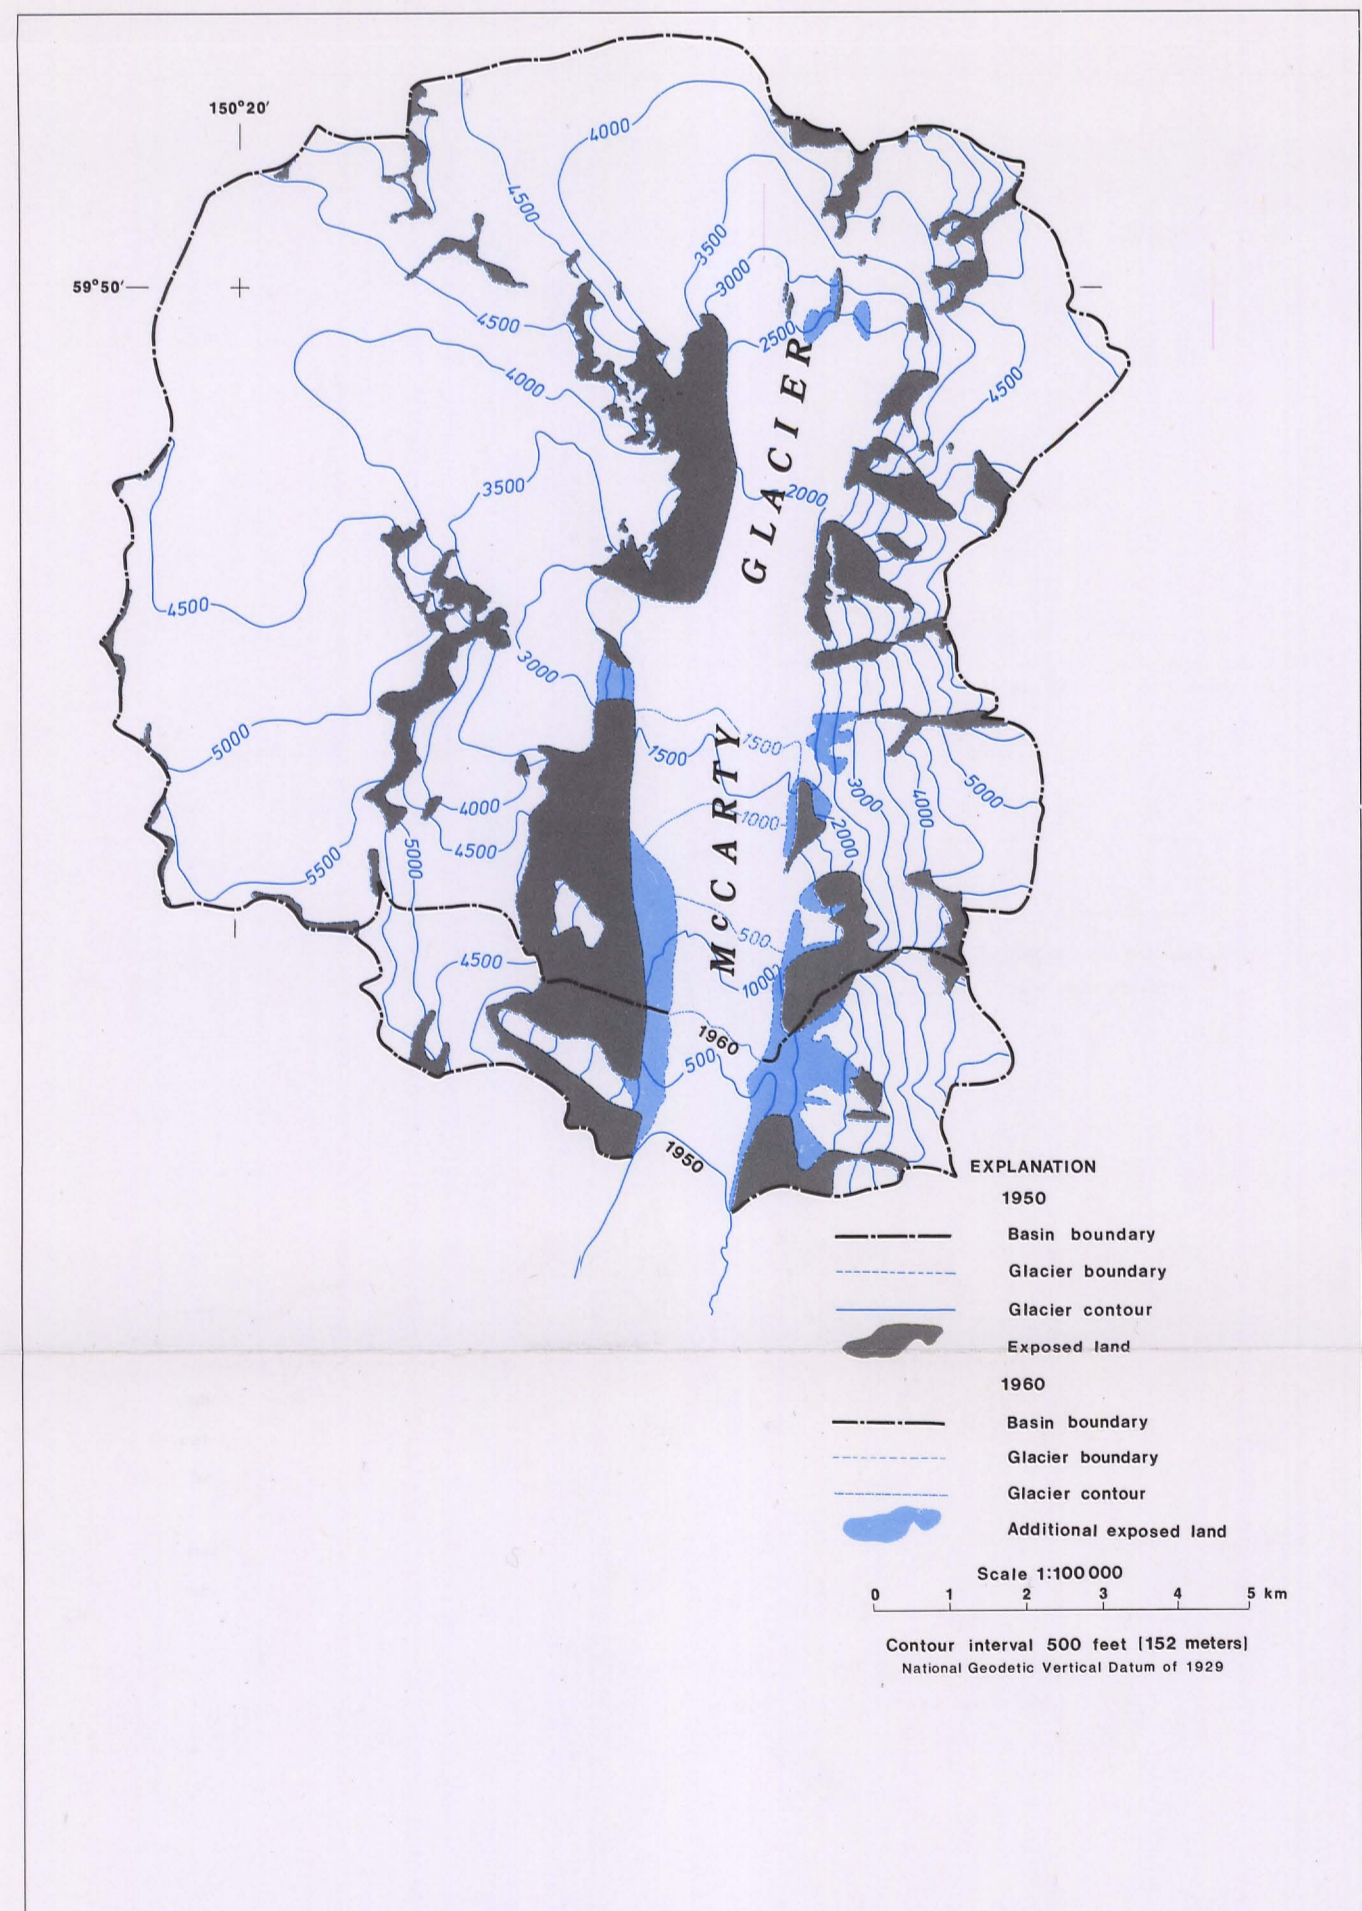 150°20′
4000
4500
3500
59°50′
3000
4500
2500
4000
4500
GLACIER
3500
2000
4500
3000
1500
1500
5000
5000
3000
4000
4000
1000
McCARTY
2000
4500
5000
5500
500
4500
1000
1960
500
1950
EXPLANATION
1950
Basin boundary
Glacier boundary
Glacier contour
Exposed land
1960
Basin boundary
Glacier boundary
Glacier contour
Additional exposed land
Scale 1:100 000
0 1 2 3 4 5 km
Contour interval 500 feet [152 meters]
National Geodetic Vertical Datum of 1929